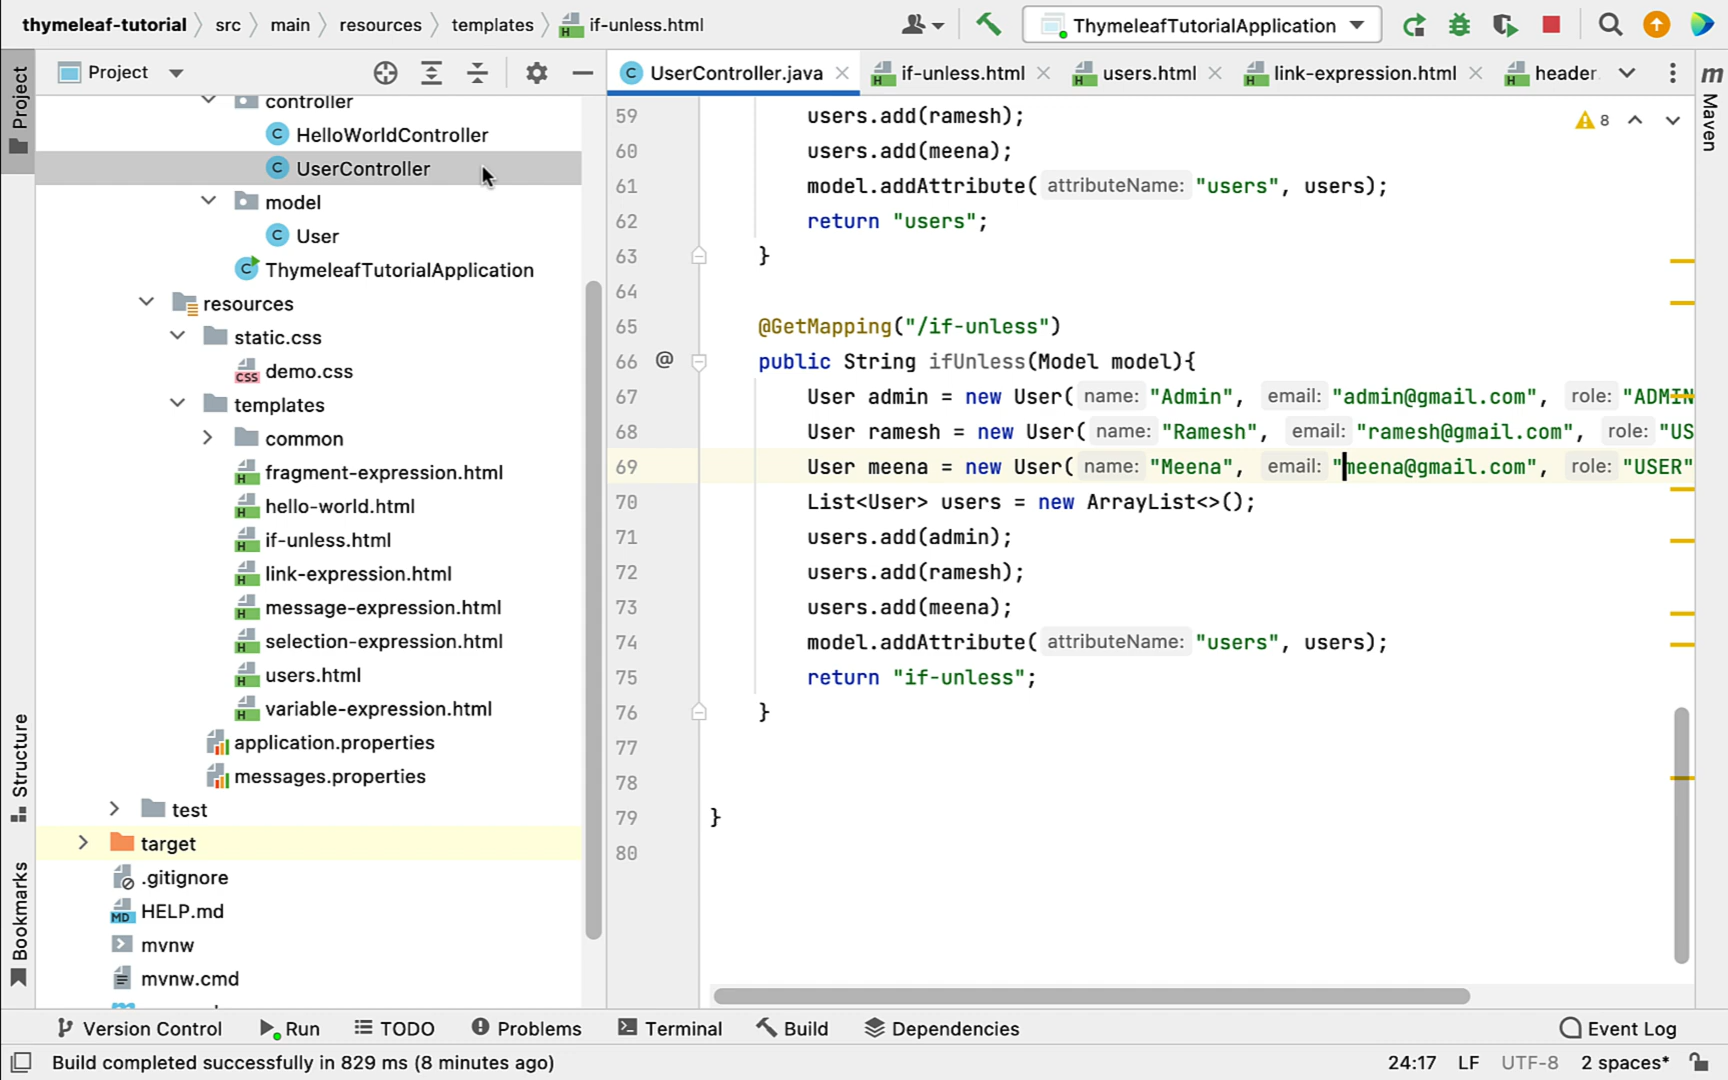 thymeleaf-tutorial src main resources templates if-unless.html ThymeleafTutorialApplication
Project
Project
controller
HelloWorldController
UserController
model
User
ThymeleafTutorialApplication
resources
static.css
demo.css
templates
common
fragment-expression.html
hello-world.html
if-unless.html
link-expression.html
message-expression.html
selection-expression.html
users.html
variable-expression.html
application.properties
messages.properties
test
target
.gitignore
HELP.md
mvnw
mvnw.cmd
Structure
Bookmarks
UserController.java if-unless.html users.html link-expression.html header.
m Maven
8
59 users.add(ramesh);
60 users.add(meena);
61 model.addAttribute( attributeName: "users", users);
62 return "users";
63 }
64
65 @GetMapping("/if-unless")
66 @ public String ifUnless(Model model){
67 User admin = new User( name: "Admin", email: "admin@gmail.com", role: "ADMIN
68 User ramesh = new User( name: "Ramesh", email: "ramesh@gmail.com", role: "US
69 User meena = new User( name: "Meena", email: "meena@gmail.com", role: "USER"
70 List<User> users = new ArrayList<>();
71 users.add(admin);
72 users.add(ramesh);
73 users.add(meena);
74 model.addAttribute( attributeName: "users", users);
75 return "if-unless";
76 }
77
78
79 }
80
Version Control Run TODO Problems Terminal Build Dependencies Event Log
Build completed successfully in 829 ms (8 minutes ago) 24:17 LF UTF-8 2 spaces*